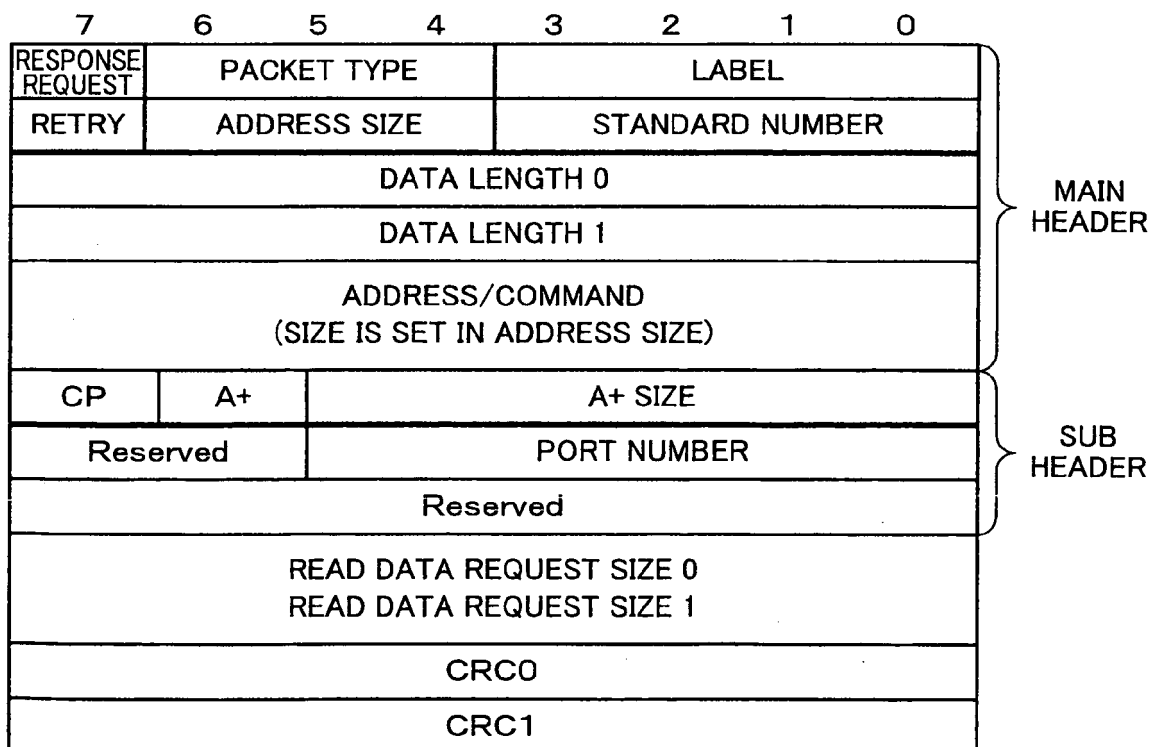 7 6 5 4 3 2 1 0
RESPONSE REQUEST PACKET TYPE LABEL
RETRY ADDRESS SIZE STANDARD NUMBER
DATA LENGTH 0
DATA LENGTH 1
MAIN HEADER
ADDRESS/COMMAND
(SIZE IS SET IN ADDRESS SIZE)
CP A+ A+ SIZE
Reserved PORT NUMBER
SUB HEADER
Reserved
READ DATA REQUEST SIZE 0
READ DATA REQUEST SIZE 1
CRC0
CRC1